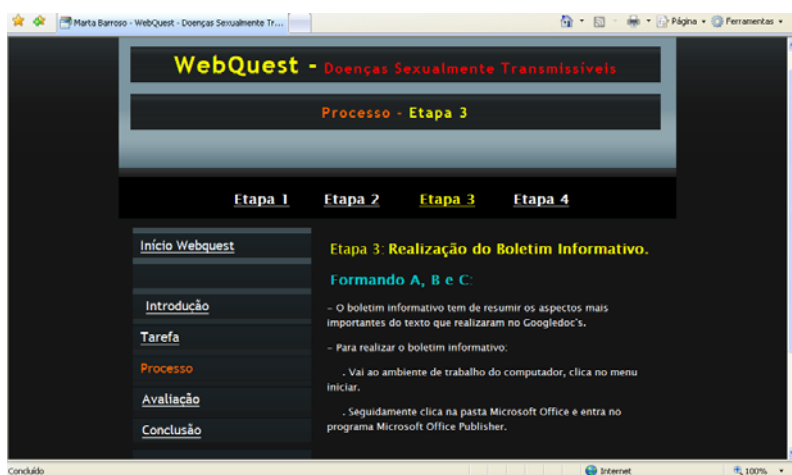 Marta Barroso - WebQuest - Doenças Sexualmente Tr...
Página
Ferramentas
WebQuest - Doenças Sexualmente Transmissíveis
Processo - Etapa 3
Etapa 1 Etapa 2 Etapa 3 Etapa 4
Início Webquest
Introdução
Tarefa
Processo
Avaliação
Conclusão
Etapa 3: Realização do Boletim Informativo.
Formando A, B e C:
- O boletim informativo tem de resumir os aspectos mais
importantes do texto que realizaram no Googledoc's.
- Para realizar o boletim informativo:
. Vai ao ambiente de trabalho do computador, clica no menu
iniciar.
. Seguidamente clica na pasta Microsoft Office e entra no
programa Microsoft Office Publisher.
Concluído
Internet
100%